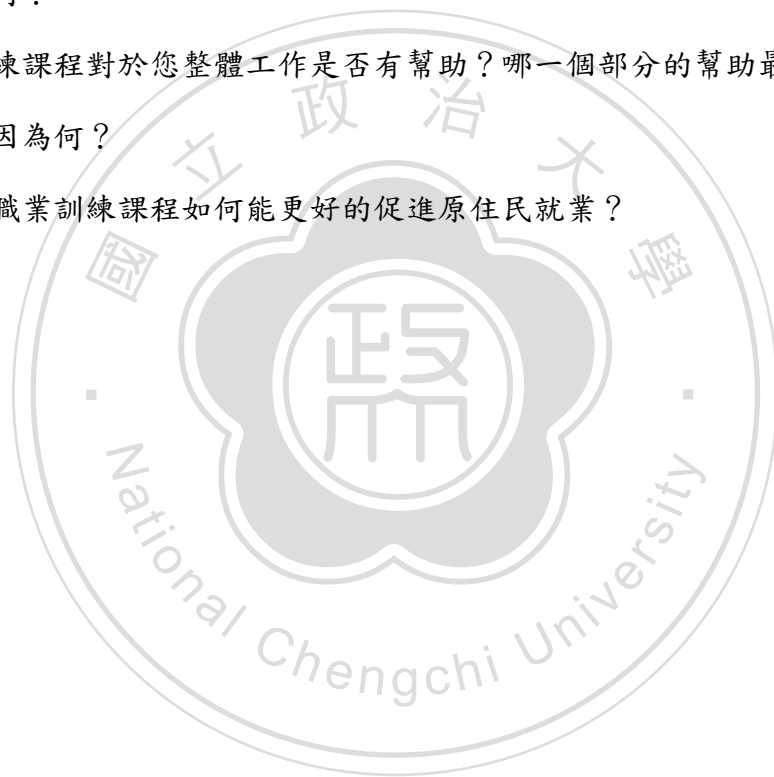 ？
練課程對於您整體工作是否有幫助？哪一個部分的幫助最
因為何？
職業訓練課程如何能更好的促進原住民就業？
國立政治大學
政
National Chengchi University